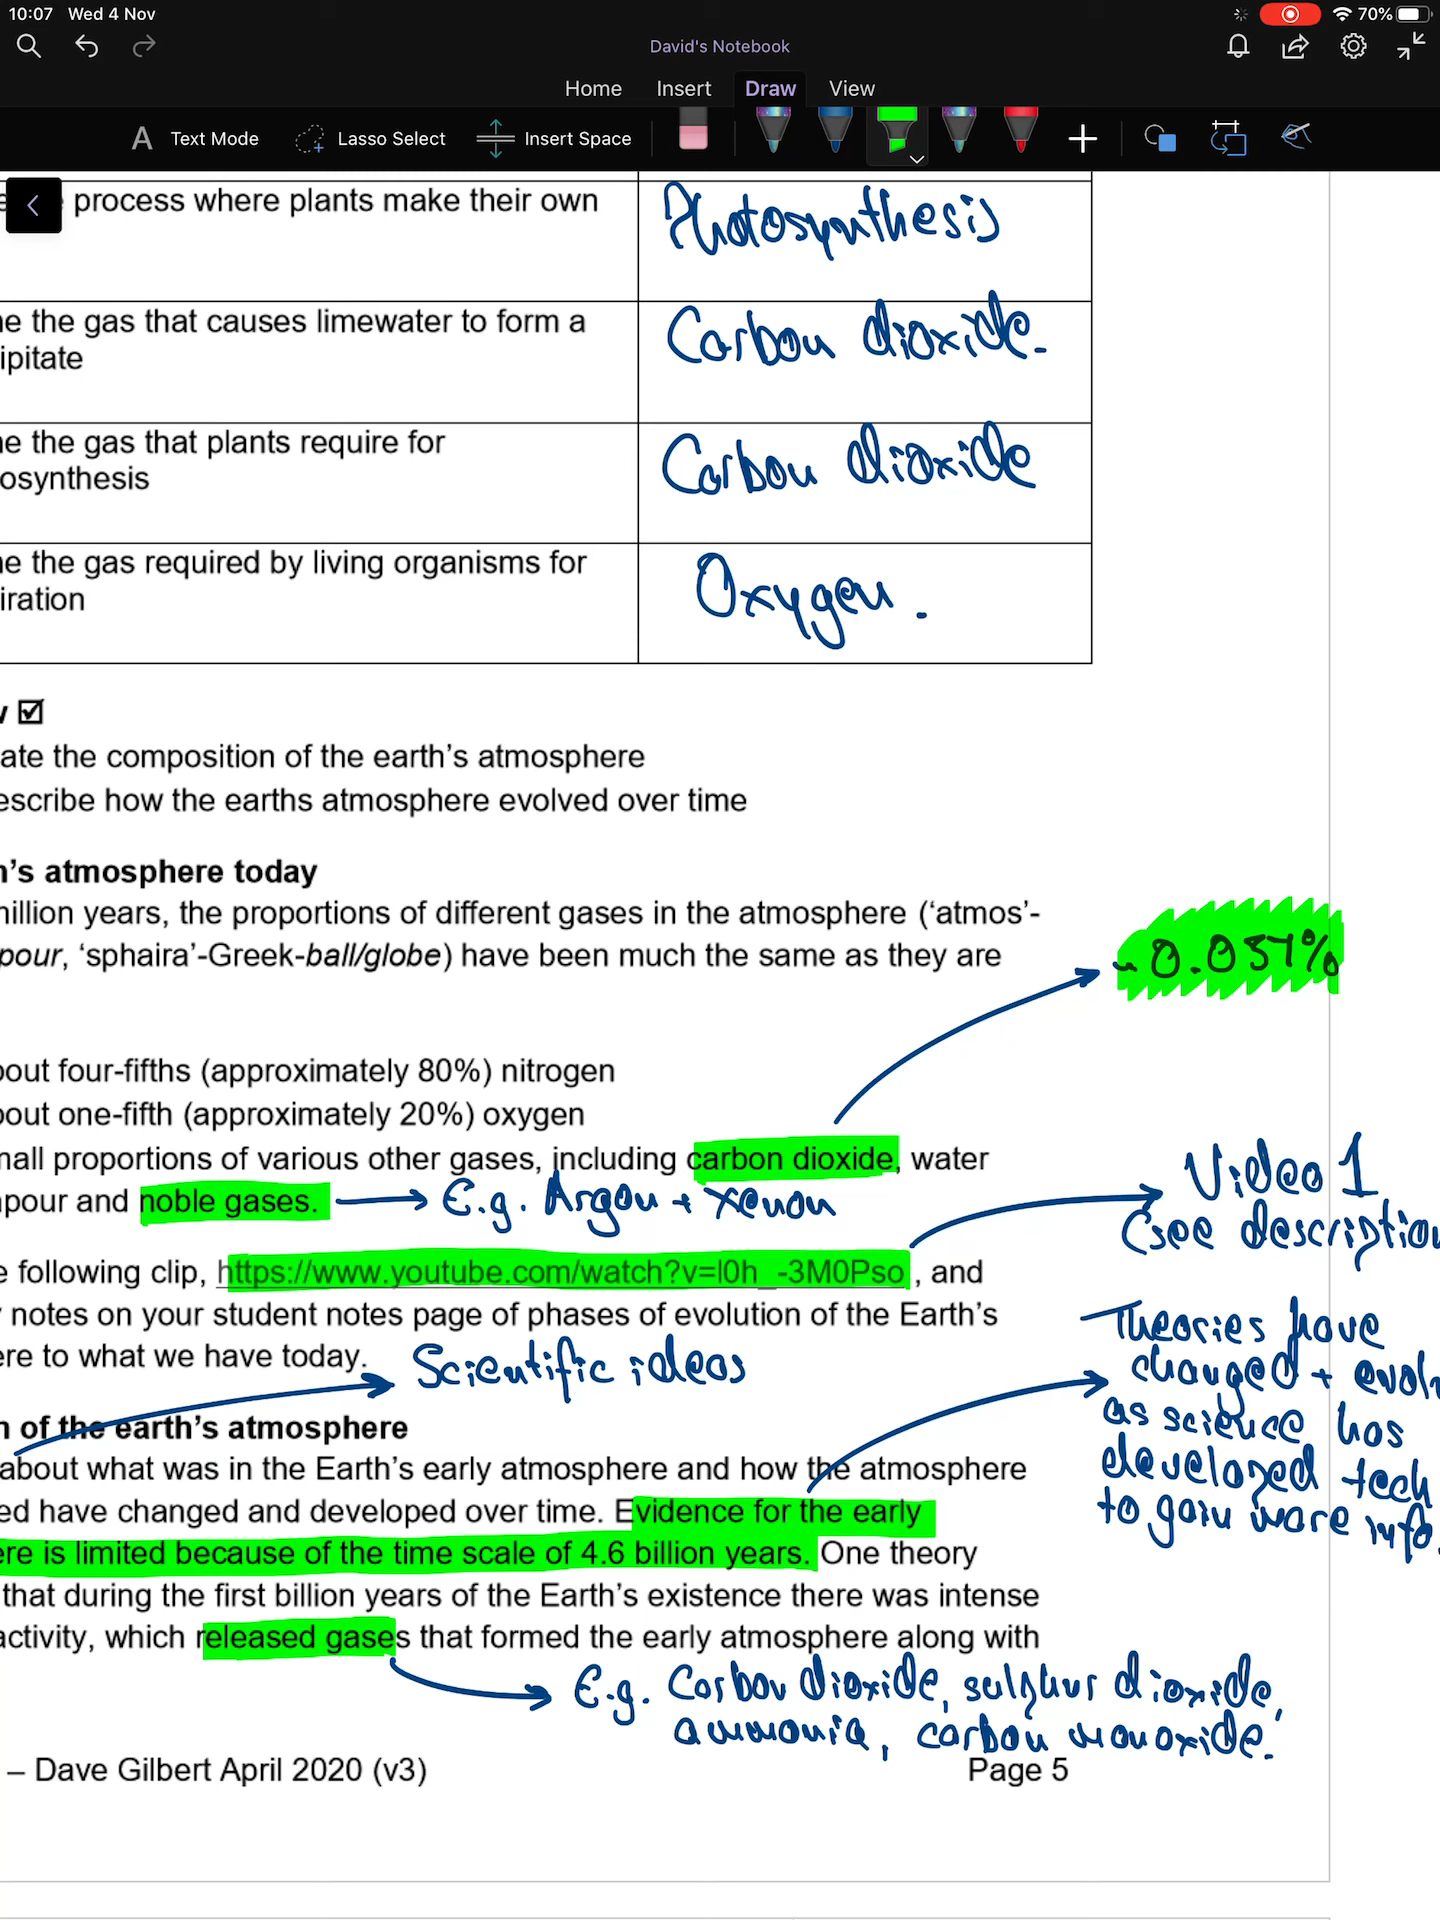 10:07 Wed 4 Nov
70%
David's Notebook
Home Insert Draw View
Text Mode Lasso Select Insert Space
process where plants make their own
Photosynthesis
e the gas that causes limewater to form a
ipitate
Carbon dioxide.
e the gas that plants require for
osynthesis
Carbon dioxide
e the gas required by living organisms for
iration
Oxygen.
ate the composition of the earth's atmosphere
escribe how the earths atmosphere evolved over time
's atmosphere today
illion years, the proportions of different gases in the atmosphere ('atmos'-
pour, 'sphaira'-Greek-ball/globe) have been much the same as they are
out four-fifths (approximately 80%) nitrogen
out one-fifth (approximately 20%) oxygen
mall proportions of various other gases, including carbon dioxide, water
pour and noble gases.
E.g. Argon + xenon
Video 1
(see description
e following clip, https://www.youtube.com/watch?v=l0h_-3M0Pso, and
notes on your student notes page of phases of evolution of the Earth's
ere to what we have today.
Scientific ideas
Theories have
changed + evolv
as science has
developed tech
to gain more info.
n of the earth's atmosphere
about what was in the Earth's early atmosphere and how the atmosphere
ed have changed and developed over time. Evidence for the early
ere is limited because of the time scale of 4.6 billion years. One theory
that during the first billion years of the Earth's existence there was intense
activity, which released gases that formed the early atmosphere along with
E.g. Carbon dioxide, sulphur dioxide,
ammonia, carbon monoxide.
– Dave Gilbert April 2020 (v3)
Page 5